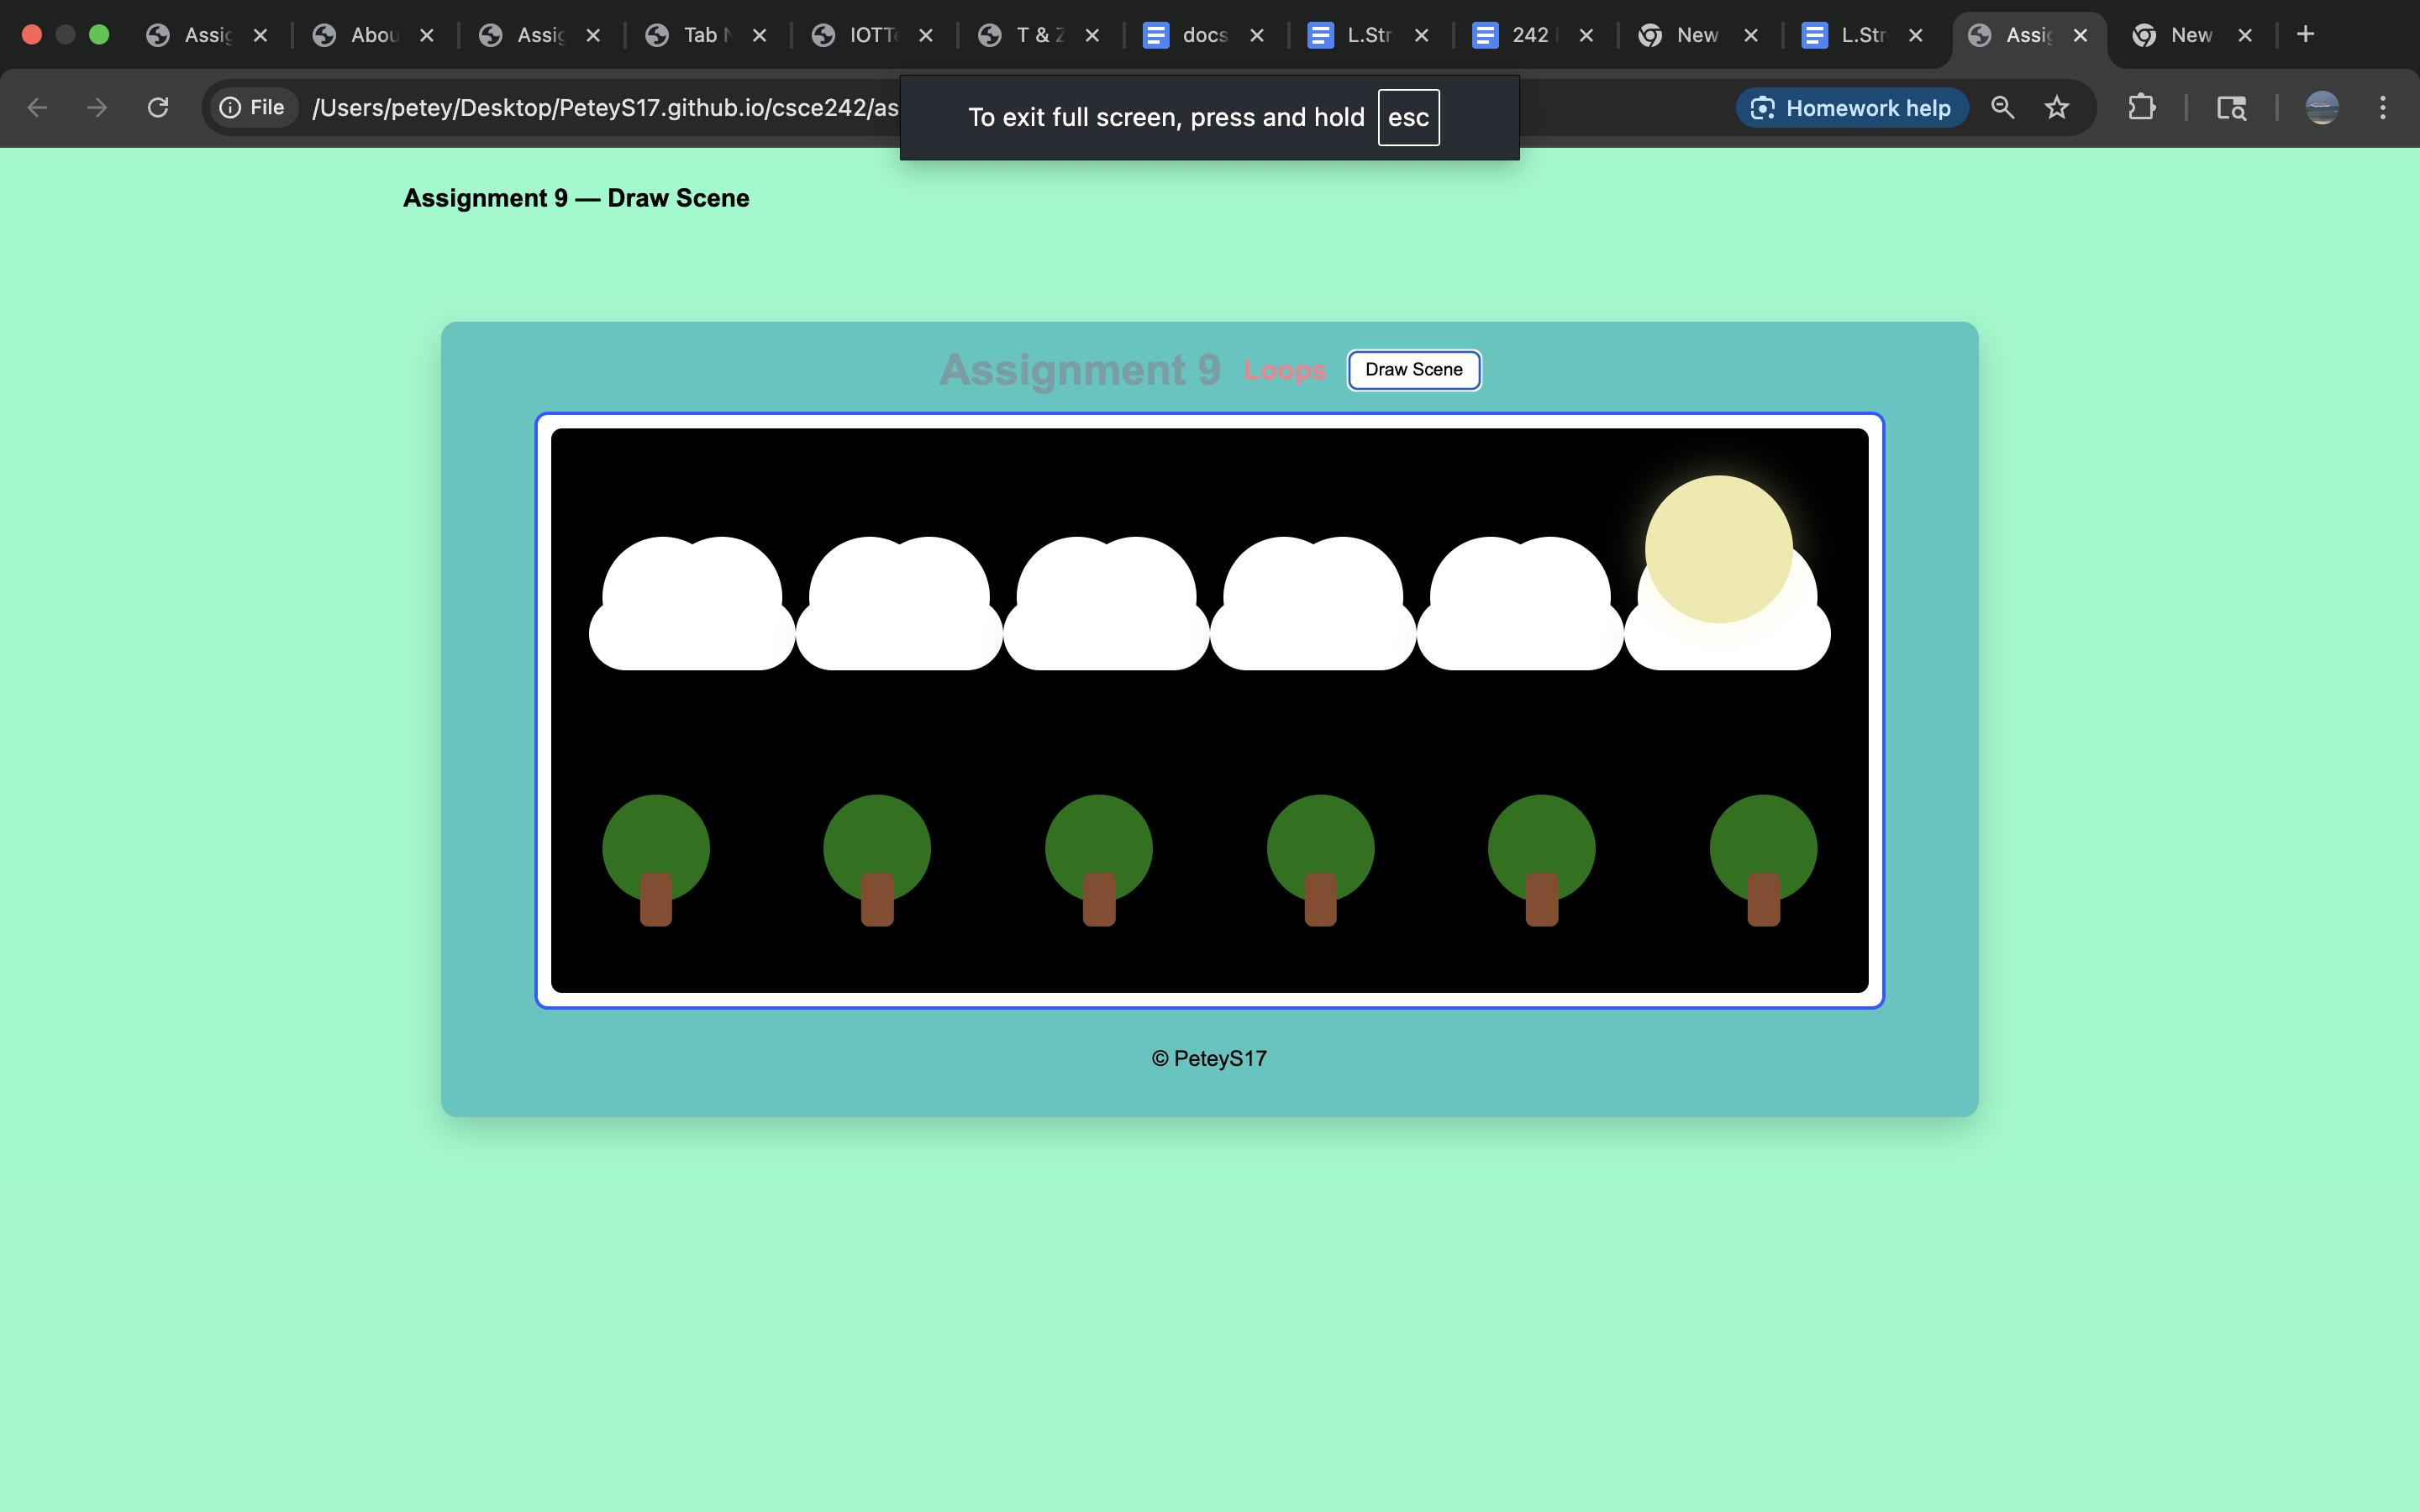 Assig
Abou
Assig
Tab N
IOTTe
T & Z
docs
L.Str
242
New
L.Str
Assig
New
File
/Users/petey/Desktop/PeteyS17.github.io/csce242/as
To exit full screen, press and hold esc
Homework help
Assignment 9 — Draw Scene
Assignment 9 Loops Draw Scene
© PeteyS17